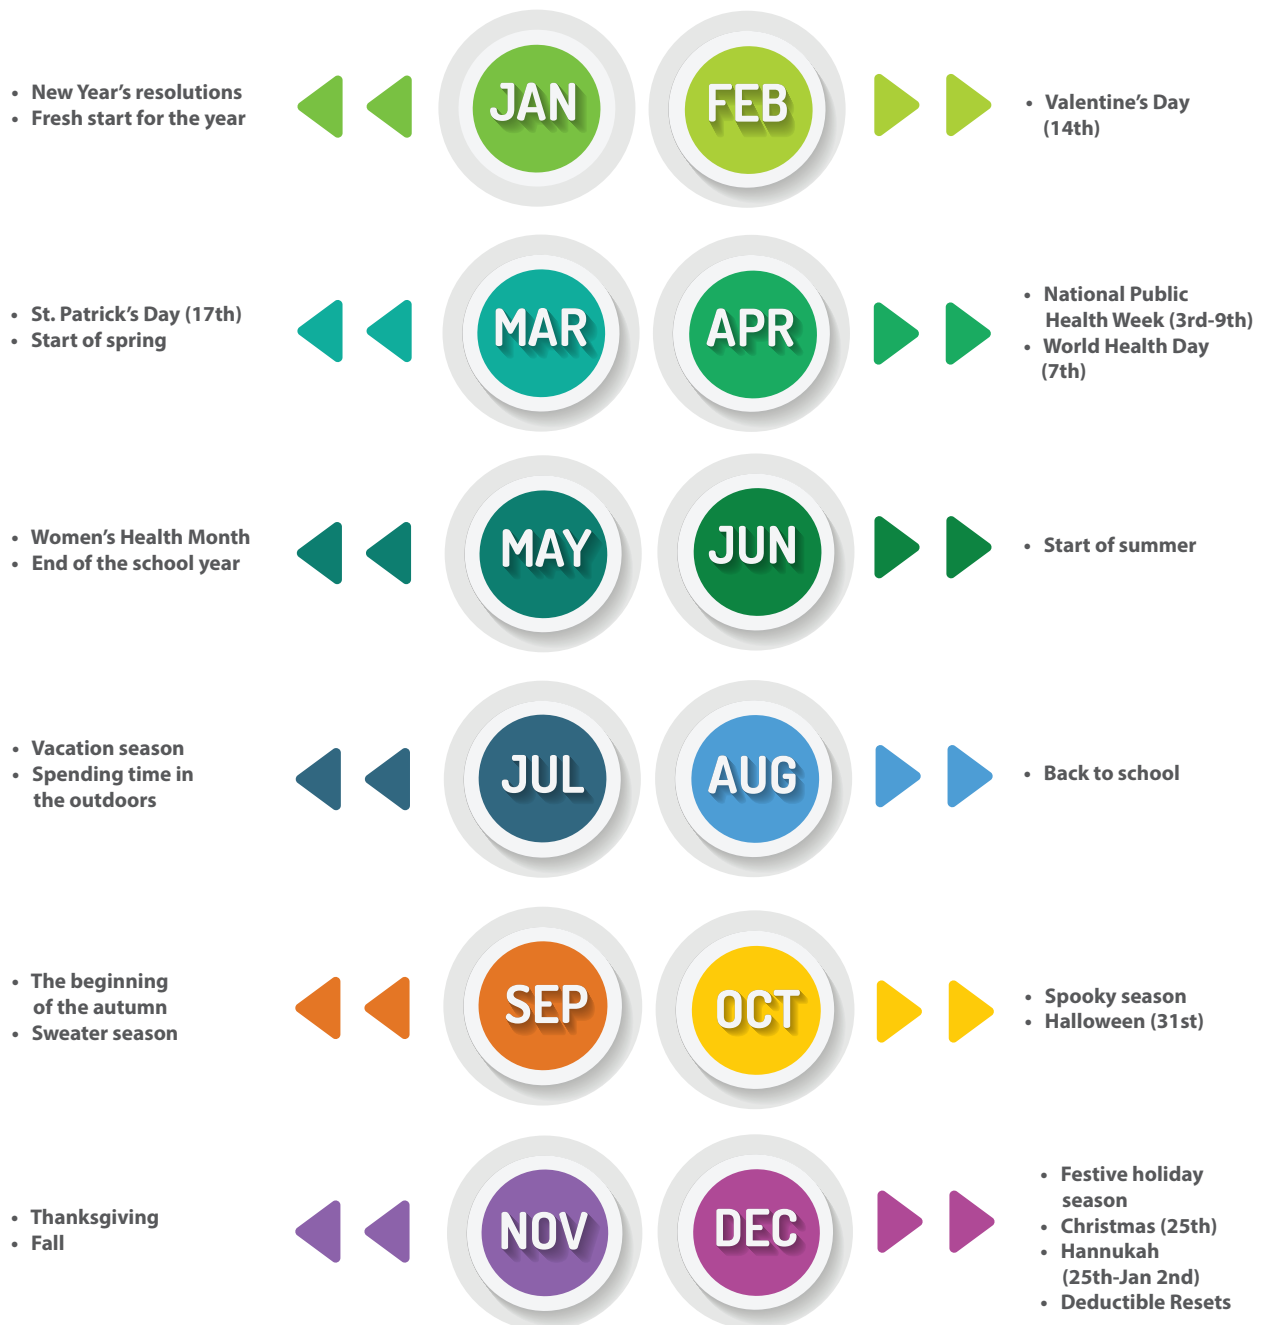 JAN
• New Year's resolutions
• Fresh start for the year
FEB
• Valentine's Day
(14th)
MAR
• St. Patrick's Day (17th)
• Start of spring
APR
• National Public
Health Week (3rd-9th)
• World Health Day
(7th)
MAY
• Women's Health Month
• End of the school year
JUN
• Start of summer
JUL
• Vacation season
• Spending time in
the outdoors
AUG
• Back to school
SEP
• The beginning
of the autumn
• Sweater season
OCT
• Spooky season
• Halloween (31st)
NOV
• Thanksgiving
• Fall
DEC
• Festive holiday
season
• Christmas (25th)
• Hannukah
(25th-Jan 2nd)
• Deductible Resets